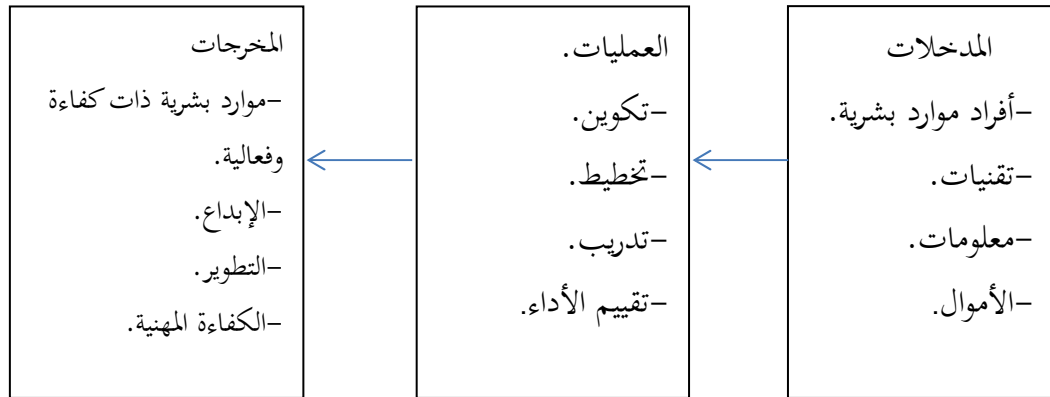 المدخلات
-أفراد موارد بشرية.
-تقنيات.
-معلومات.
-الأموال.
العمليات.
-تكوين.
-تخطيط.
-تدريب.
-تقييم الأداء.
المخرجات
-موارد بشرية ذات كفاءة
وفعالية.
-الإبداع.
-التطوير.
-الكفاءة المهنية.